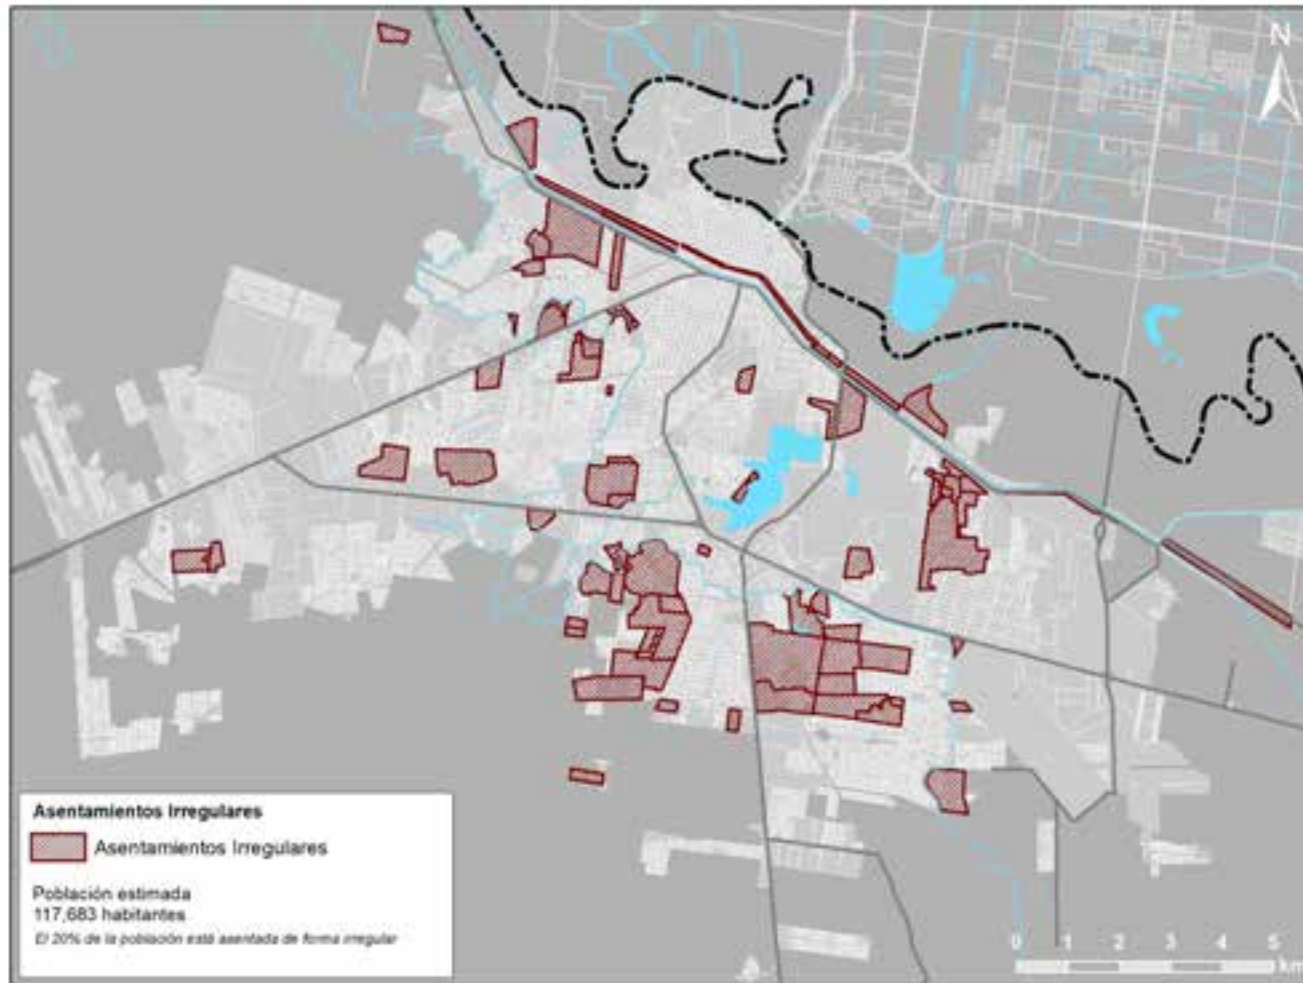 N
Asentamientos Irregulares
Asentamientos Irregulares
Población estimada
117,683 habitantes
El 20% de la población está asentada de forma irregular
0 1 2 3 4 5
km